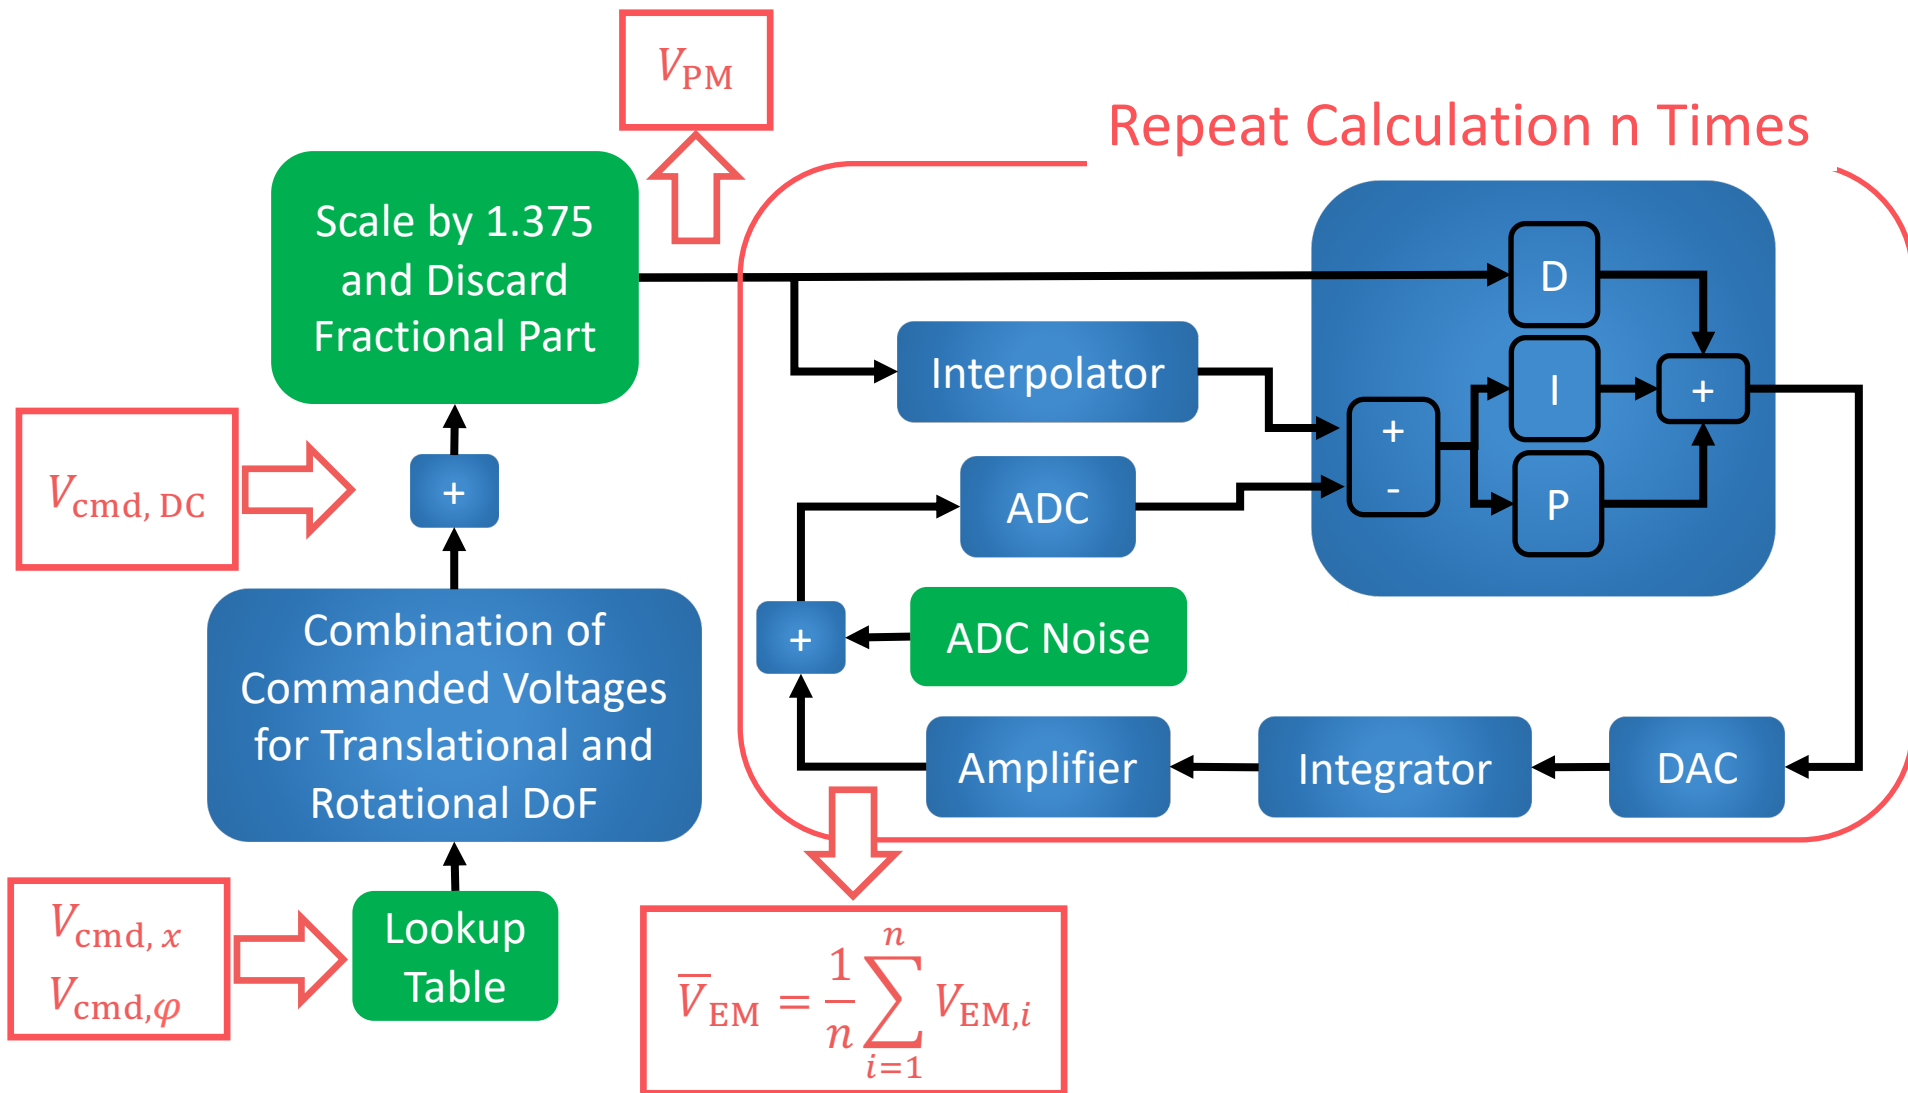 V_PM
Repeat Calculation n Times
Scale by 1.375
and Discard
Fractional Part
D
Interpolator
I
+
+
-
V_cmd, DC
+
ADC
P
+
ADC Noise
Combination of
Commanded Voltages
for Translational and
Rotational DoF
Amplifier
Integrator
DAC
V_cmd, x
V_cmd,φ
Lookup
Table
V̅_EM = 1/n ∑_{i=1}^{n} V_EM,i